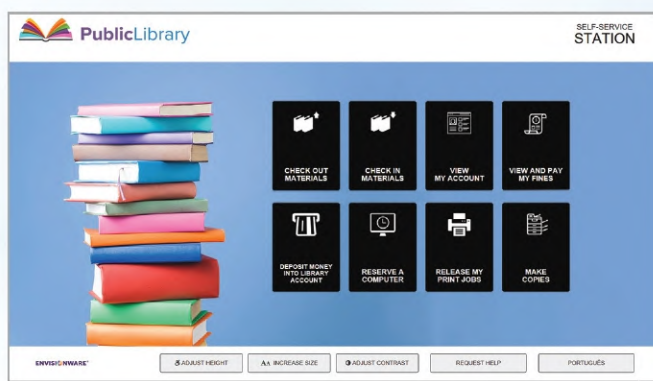 PublicLibrary
SELF-SERVICE
STATION
CHECK OUT
MATERIALS
CHECK IN
MATERIALS
VIEW
MY ACCOUNT
VIEW AND PAY
MY FINES
DEPOSIT MONEY
INTO LIBRARY
ACCOUNT
RESERVE A
COMPUTER
RELEASE MY
PRINT JOBS
MAKE
COPIES
ENVISIONWARE®
ADJUST HEIGHT
AA INCREASE SIZE
ADJUST CONTRAST
REQUEST HELP
PORTUGUÊS